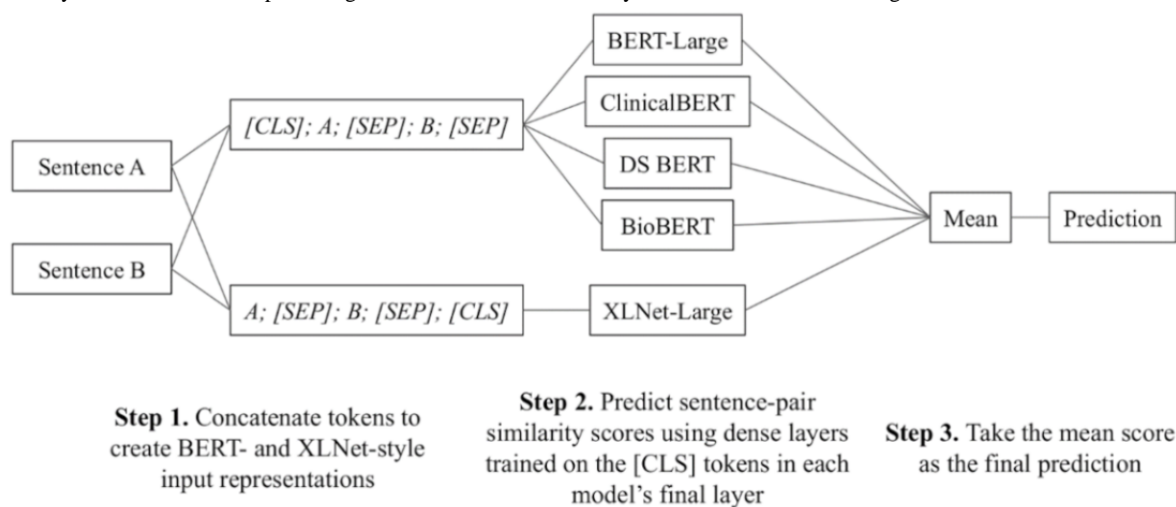 BERT-Large
ClinicalBERT
[CLS]; A; [SEP]; B; [SEP]
Sentence A
DS BERT
BioBERT
Mean
Prediction
Sentence B
A; [SEP]; B; [SEP]; [CLS]
XLNet-Large
Step 1. Concatenate tokens to
create BERT- and XLNet-style
input representations
Step 2. Predict sentence-pair
similarity scores using dense layers
trained on the [CLS] tokens in each
model's final layer
Step 3. Take the mean score
as the final prediction